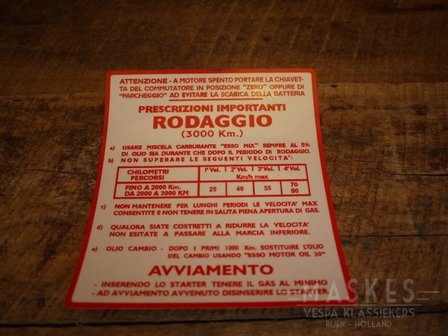 ATTENZIONE - A MOTORE SPENTO PORTARE LA CHIAVET-
TA DEL COMMUTATORE IN POSIZIONE "ZERO" OPPURE DI
"PARCHEGGIO" AD EVITARE LA SCARICA DELLA BATTERIA
PRESCRIZIONI IMPORTANTI
RODAGGIO
(3000 Km.)
a) USARE MISCELA CARBURANTE "ESSO MIX" SEMPRE AL 5%
DI OLIO SIA DURANTE CHE DOPO IL PERIODO DI RODAGGIO.
b) NON SUPERARE LE SEGUENTI VELOCITA':
CHILOMETRI PERCORSI 1ª Vel. 2ª Vel. 3ª Vel. 4ª Vel.
Km/h max
FINO A 2000 Km. 25 40 55 70
DA 2000 A 3000 KM 80
c) NON MANTENERE PER LUNGHI PERIODI LE VELOCITA' MAX
CONSENTITE E NON TENERE IN SALITA PIENA APERTURA DI GAS.
d) QUALORA SIATE COSTRETTI A RIDURRE LA VELOCITA'
NON ESITATE A PASSARE ALLA MARCIA INFERIORE.
e) OLIO CAMBIO - DOPO I PRIMI 1000 Km. SOSTITUIRE L'OLIO
DEL CAMBIO USANDO "ESSO MOTOR OIL 30"
AVVIAMENTO
- INSERENDO LO STARTER TENERE IL GAS AL MINIMO
- AD AVVIAMENTO AVVENUTO DISINSERIRE LO STARTER.
MASKES
VESPA KLASSIEKERS
RIJEN - HOLLAND